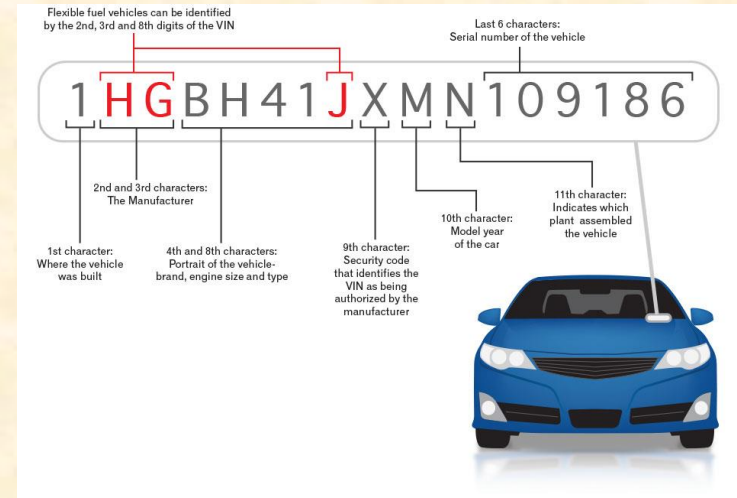 Flexible fuel vehicles can be identified
by the 2nd, 3rd and 8th digits of the VIN
Last 6 characters:
Serial number of the vehicle
1HGBH41JXMN109186
2nd and 3rd characters:
The Manufacturer
1st character:
Where the vehicle
was built
4th and 8th characters:
Portrait of the vehicle-
brand, engine size and type
9th character:
Security code
that identifies the
VIN as being
authorized by the
manufacturer
10th character:
Model year
of the car
11th character:
Indicates which
plant assembled
the vehicle